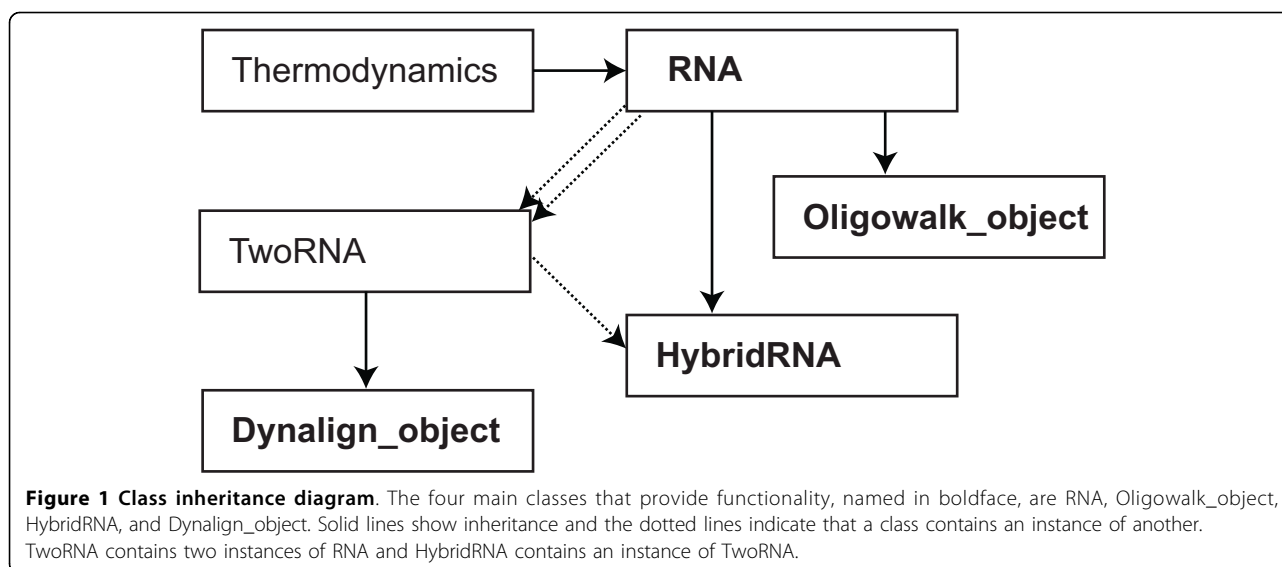 Thermodynamics
RNA
Oligowalk_object
TwoRNA
HybridRNA
Dynalign_object
Figure 1 Class inheritance diagram. The four main classes that provide functionality, named in boldface, are RNA, Oligowalk_object,
HybridRNA, and Dynalign_object. Solid lines show inheritance and the dotted lines indicate that a class contains an instance of another.
TwoRNA contains two instances of RNA and HybridRNA contains an instance of TwoRNA.